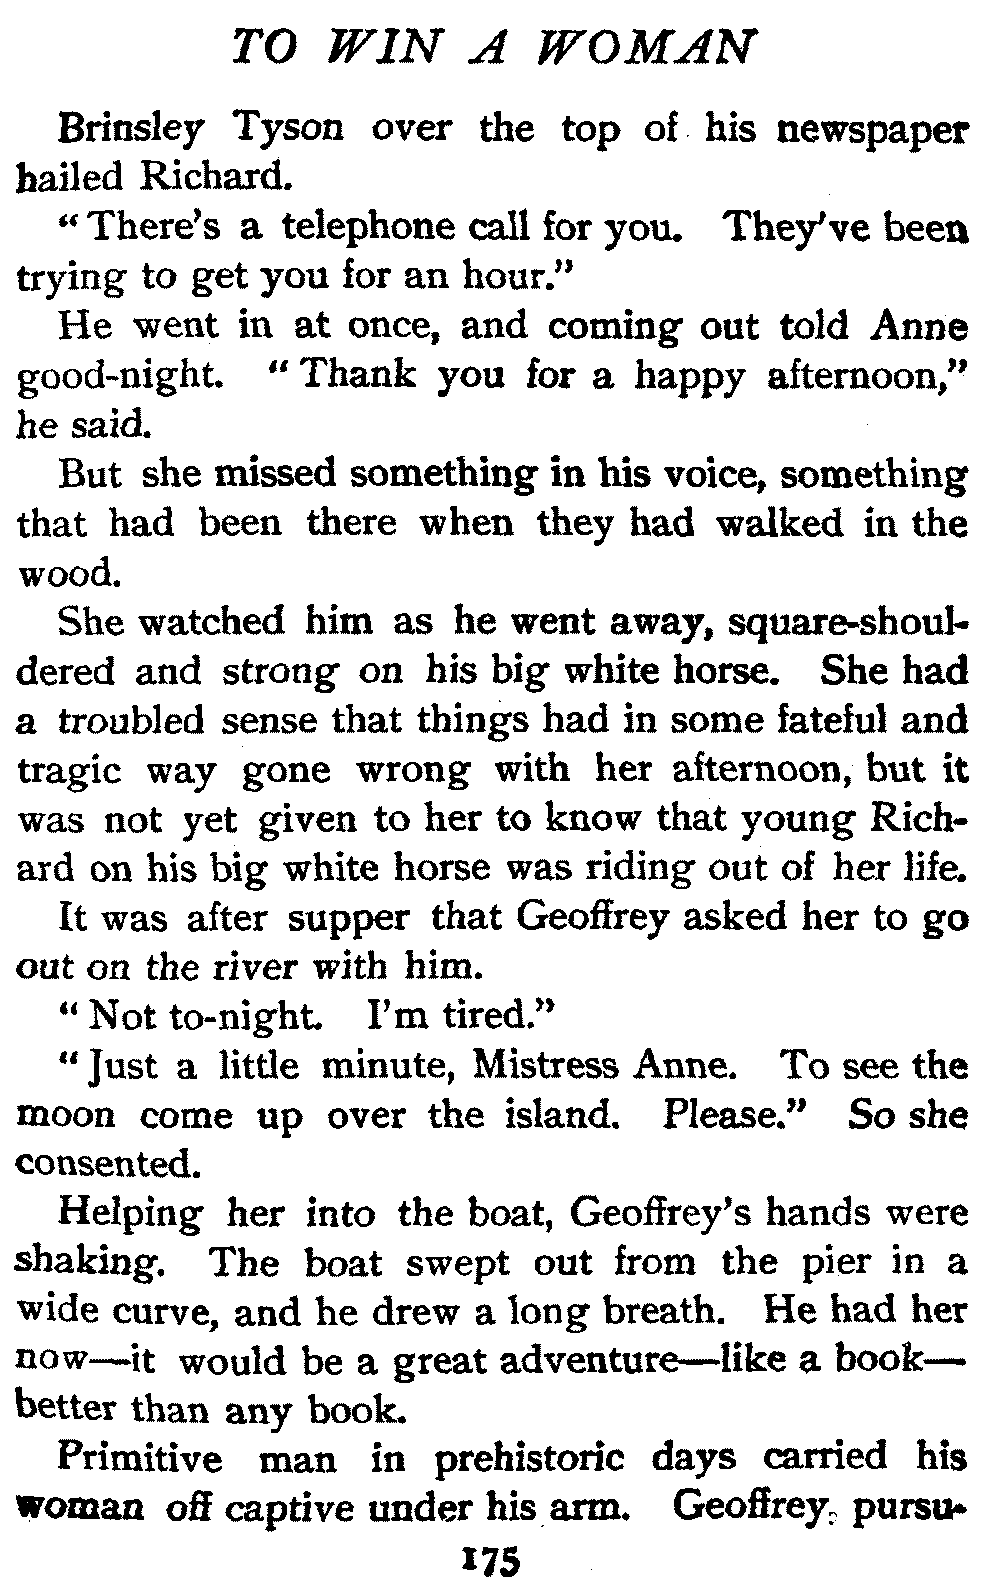 TO WIN A WOMAN
Brinsley Tyson over the top of his newspaper
hailed Richard.
"There's a telephone call for you. They've been
trying to get you for an hour."
He went in at once, and coming out told Anne
good-night. "Thank you for a happy afternoon,"
he said.
But she missed something in his voice, something
that had been there when they had walked in the
wood.
She watched him as he went away, square-shoul-
dered and strong on his big white horse. She had
a troubled sense that things had in some fateful and
tragic way gone wrong with her afternoon, but it
was not yet given to her to know that young Rich-
ard on his big white horse was riding out of her life.
It was after supper that Geoffrey asked her to go
out on the river with him.
"Not to-night. I'm tired."
"Just a little minute, Mistress Anne. To see the
moon come up over the island. Please." So she
consented.
Helping her into the boat, Geoffrey's hands were
shaking. The boat swept out from the pier in a
wide curve, and he drew a long breath. He had her
now—it would be a great adventure—like a book—
better than any book.
Primitive man in prehistoric days carried his
woman off captive under his arm. Geoffrey, pursu-
175